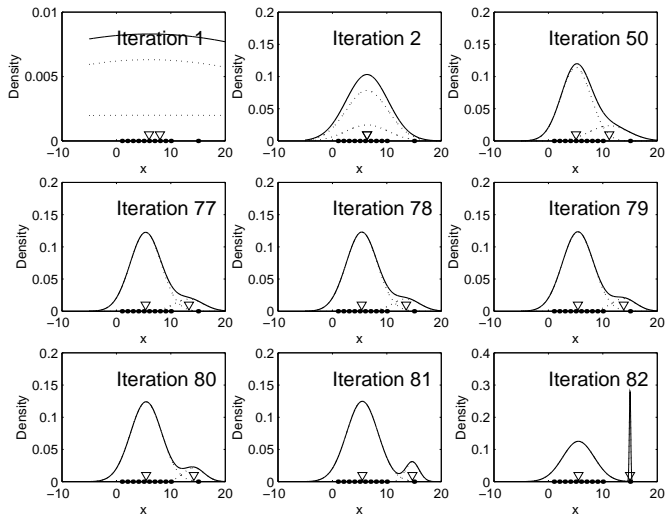 0.01
0.005
0
Density
Iteration 1
−10 0 10 20
x
0.2
0.15
0.1
0.05
0
Density
Iteration 2
−10 0 10 20
x
0.2
0.15
0.1
0.05
0
Density
Iteration 50
−10 0 10 20
x
0.2
0.15
0.1
0.05
0
Density
Iteration 77
−10 0 10 20
x
0.2
0.15
0.1
0.05
0
Density
Iteration 78
−10 0 10 20
x
0.2
0.15
0.1
0.05
0
Density
Iteration 79
−10 0 10 20
x
0.2
0.15
0.1
0.05
0
Density
Iteration 80
−10 0 10 20
x
0.2
0.15
0.1
0.05
0
Density
Iteration 81
−10 0 10 20
x
0.4
0.3
0.2
0.1
0
Density
Iteration 82
−10 0 10 20
x